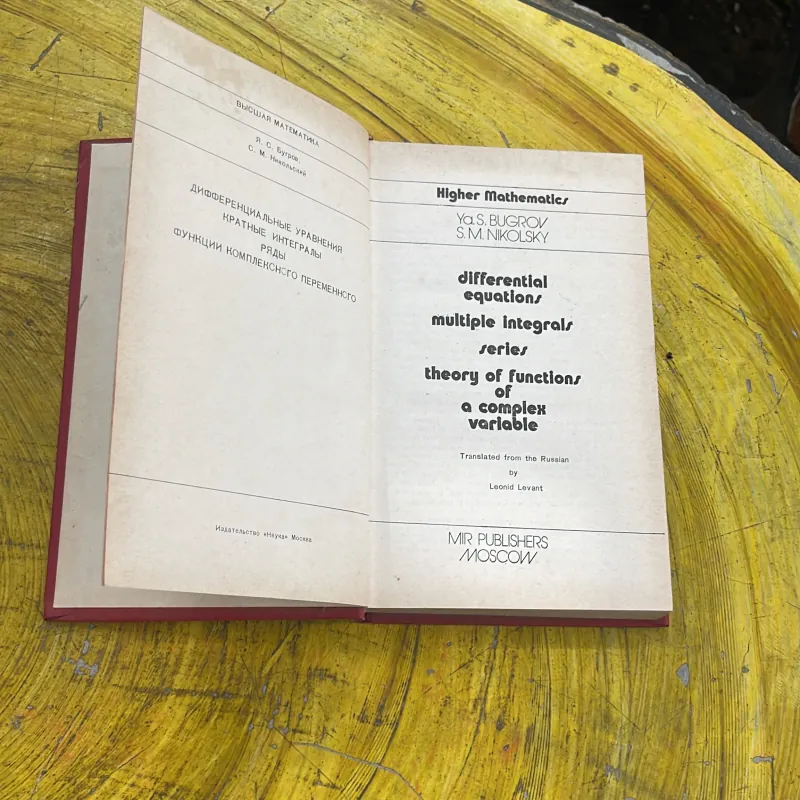 ВЫСШАЯ МАТЕМАТИКА
Я. С. Бугров,
С. М. Никольский
ДИФФЕРЕНЦИАЛЬНЫЕ УРАВНЕНИЯ
КРАТНЫЕ ИНТЕГРАЛЫ
РЯДЫ
ФУНКЦИИ КОМПЛЕКСНОГО ПЕРЕМЕННОГО
Издательство «Наука» Москва
Higher Mathematics
Ya. S. BUGROV
S. M. NIKOLSKY
differential
equations
multiple integrals
series
theory of functions
of
a complex
variable
Translated from the Russian
by
Leonid Levant
MIR PUBLISHERS
MOSCOW